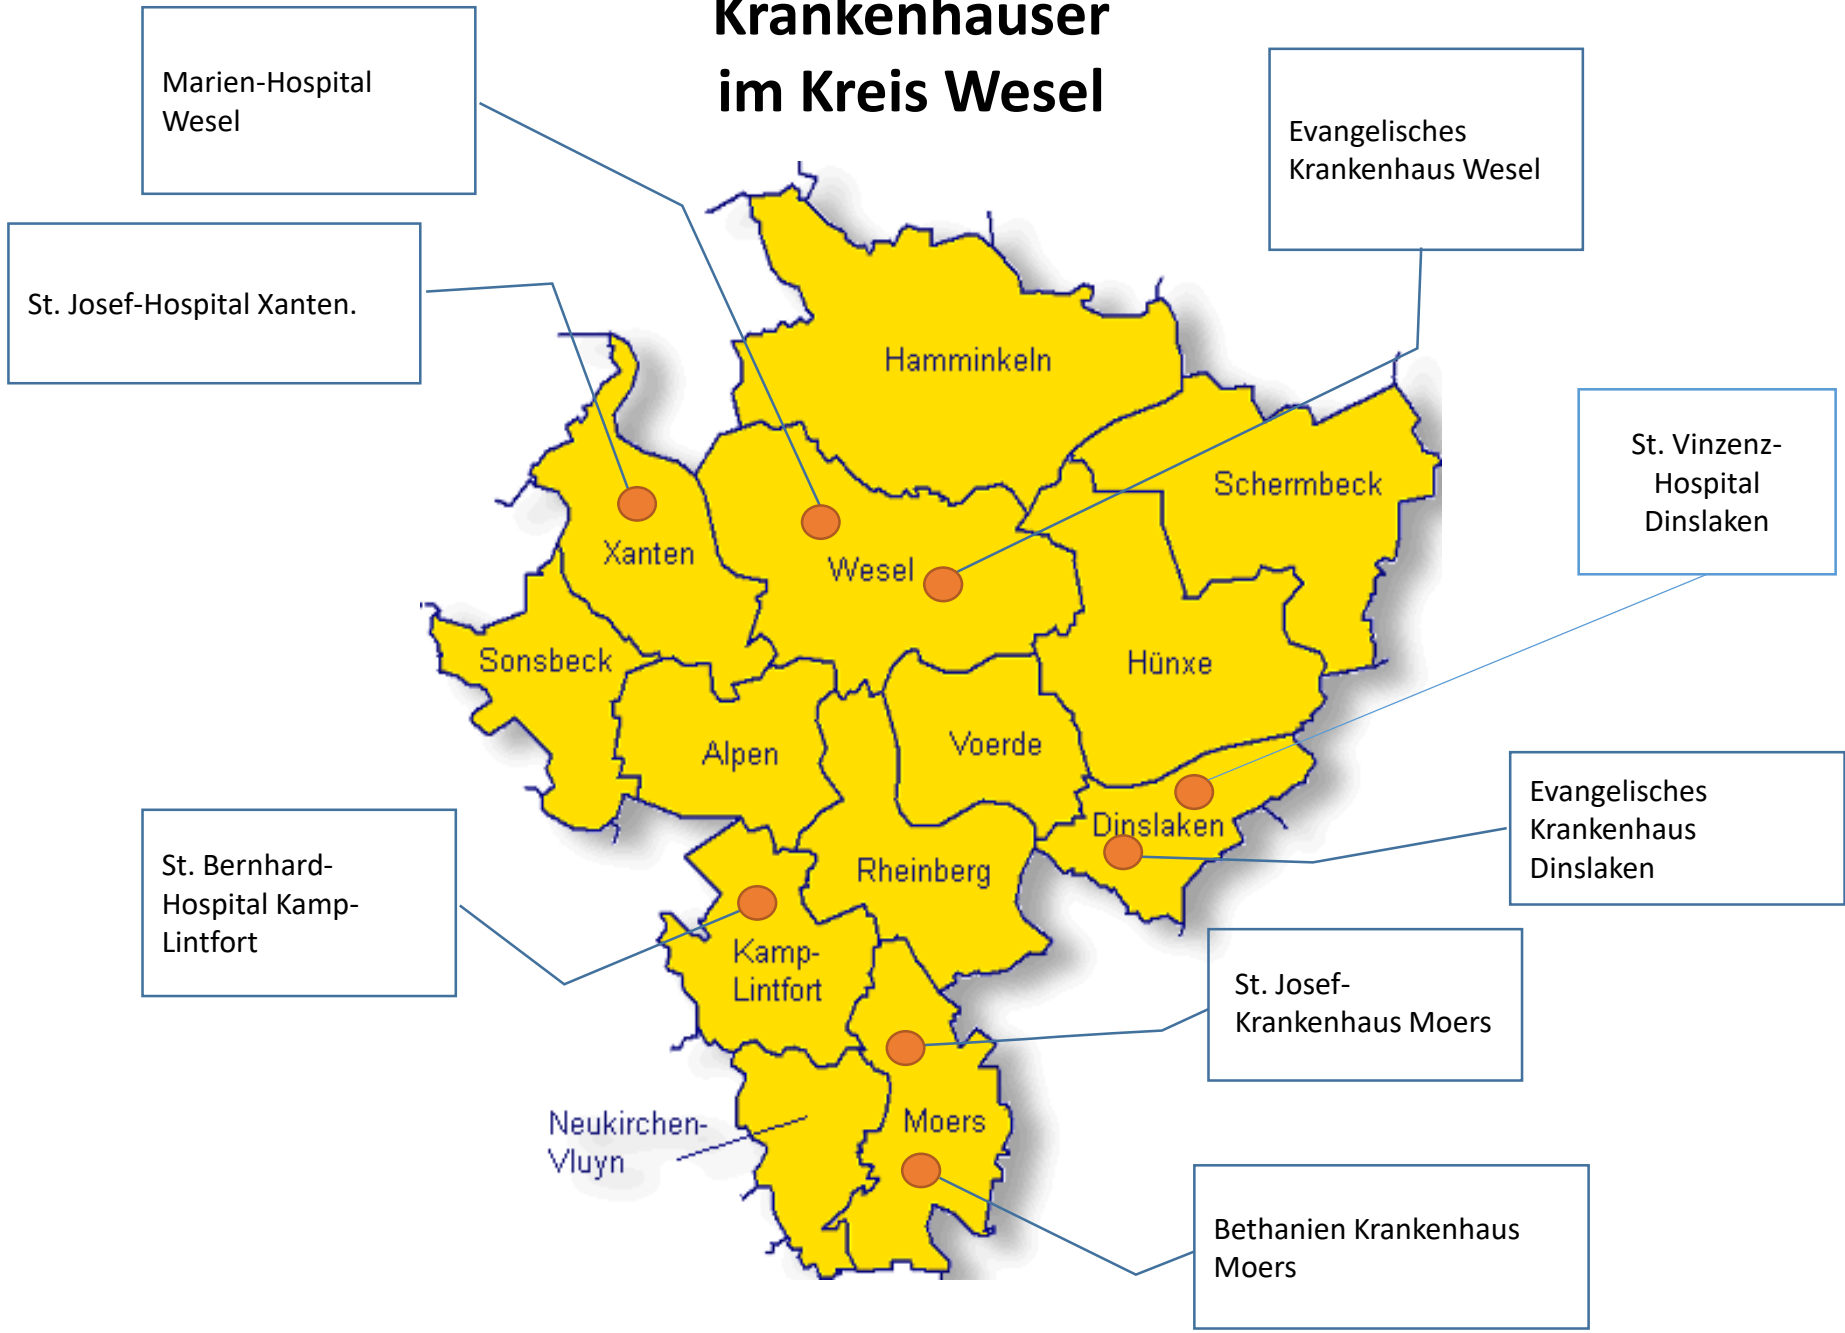 Krankenhäuser
im Kreis Wesel
Marien-Hospital
Wesel
Evangelisches
Krankenhaus Wesel
St. Josef-Hospital Xanten.
Hamminkeln
St. Vinzenz-
Hospital
Dinslaken
Schermbeck
Xanten
Wesel
Sonsbeck
Hünxe
Alpen
Voerde
Evangelisches
Krankenhaus
Dinslaken
Dinslaken
St. Bernhard-
Hospital Kamp-
Lintfort
Rheinberg
Kamp-
Lintfort
St. Josef-
Krankenhaus Moers
Neukirchen-
Vluyn
Moers
Bethanien Krankenhaus
Moers